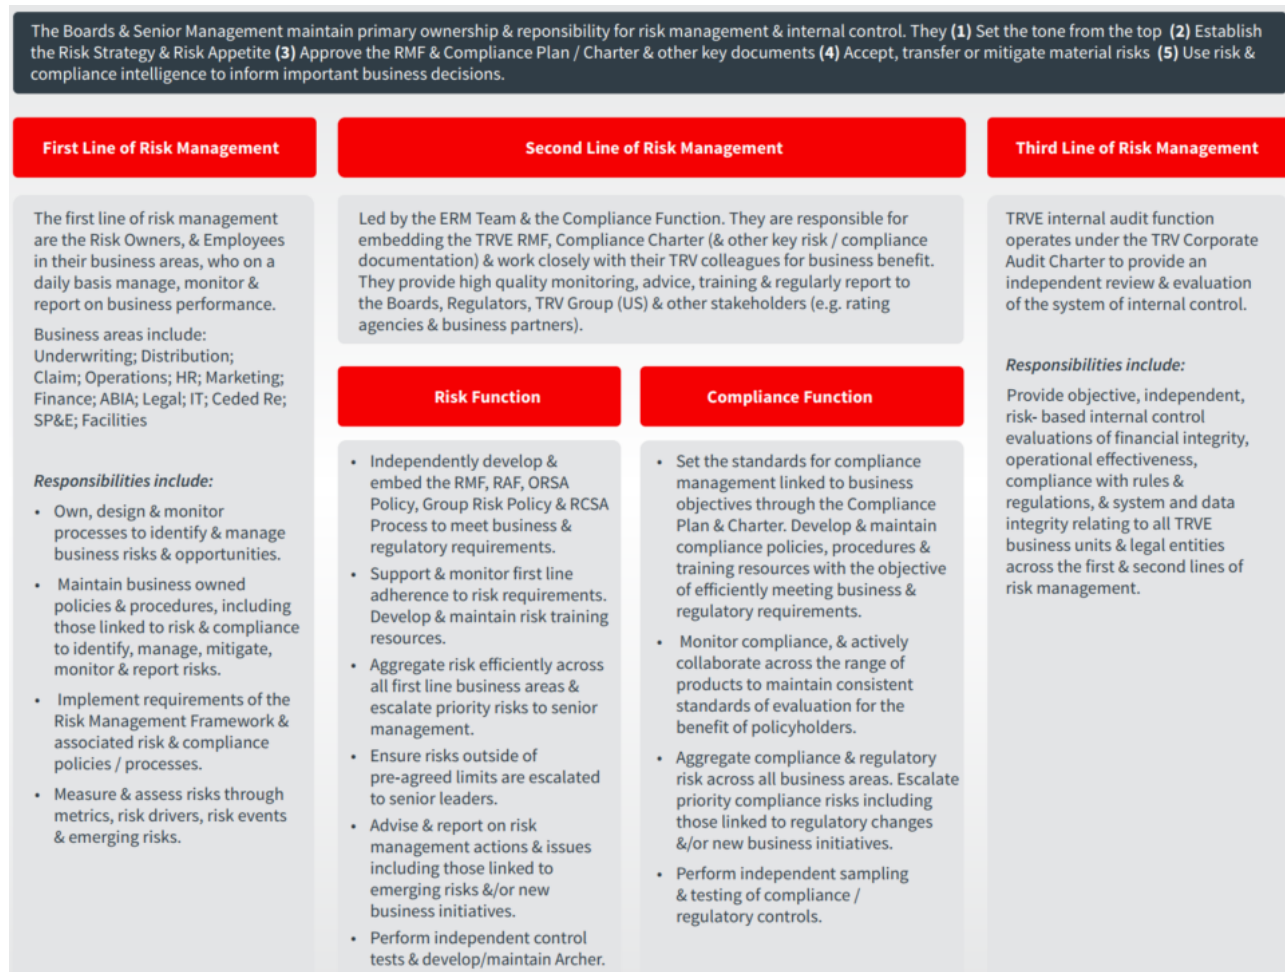 The Boards & Senior Management maintain primary ownership & reponsibility for risk management & internal control. They (1) Set the tone from the top (2) Establish
the Risk Strategy & Risk Appetite (3) Approve the RMF & Compliance Plan / Charter & other key documents (4) Accept, transfer or mitigate material risks (5) Use risk &
compliance intelligence to inform important business decisions.
First Line of Risk Management
The first line of risk management
are the Risk Owners, & Employees
in their business areas, who on a
daily basis manage, monitor &
report on business performance.
Business areas include:
Underwriting; Distribution;
Claim; Operations; HR; Marketing;
Finance; ABIA; Legal; IT; Ceded Re;
SP&E; Facilities
Responsibilities include:
• Own, design & monitor
processes to identify & manage
business risks & opportunities.
• Maintain business owned
policies & procedures, including
those linked to risk & compliance
to identify, manage, mitigate,
monitor & report risks.
• Implement requirements of the
Risk Management Framework &
associated risk & compliance
policies / processes.
• Measure & assess risks through
metrics, risk drivers, risk events
& emerging risks.
Second Line of Risk Management
Led by the ERM Team & the Compliance Function. They are responsible for
embedding the TRVE RMF, Compliance Charter (& other key risk / compliance
documentation) & work closely with their TRV colleagues for business benefit.
They provide high quality monitoring, advice, training & regularly report to
the Boards, Regulators, TRV Group (US) & other stakeholders (e.g. rating
agencies & business partners).
Risk Function
• Independently develop &
embed the RMF, RAF, ORSA
Policy, Group Risk Policy & RCSA
Process to meet business &
regulatory requirements.
• Support & monitor first line
adherence to risk requirements.
Develop & maintain risk training
resources.
• Aggregate risk efficiently across
all first line business areas &
escalate priority risks to senior
management.
• Ensure risks outside of
pre-agreed limits are escalated
to senior leaders.
• Advise & report on risk
management actions & issues
including those linked to
emerging risks &/or new
business initiatives.
• Perform independent control
tests & develop/maintain Archer.
Compliance Function
• Set the standards for compliance
management linked to business
objectives through the Compliance
Plan & Charter. Develop & maintain
compliance policies, procedures &
training resources with the objective
of efficiently meeting business &
regulatory requirements.
• Monitor compliance, & actively
collaborate across the range of
products to maintain consistent
standards of evaluation for the
benefit of policyholders.
• Aggregate compliance & regulatory
risk across all business areas. Escalate
priority compliance risks including
those linked to regulatory changes
&/or new business initiatives.
• Perform independent sampling
& testing of compliance /
regulatory controls.
Third Line of Risk Management
TRVE internal audit function
operates under the TRV Corporate
Audit Charter to provide an
independent review & evaluation
of the system of internal control.
Responsibilities include:
Provide objective, independent,
risk- based internal control
evaluations of financial integrity,
operational effectiveness,
compliance with rules &
regulations, & system and data
integrity relating to all TRVE
business units & legal entities
across the first & second lines of
risk management.